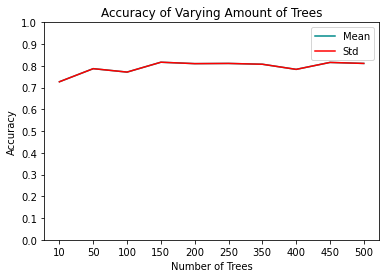 Accuracy of Varying Amount of Trees
1.0
0.9
0.8
0.7
0.6
0.5
0.4
0.3
0.2
0.1
0.0
Accuracy
Mean
Std
10 50 100 150 200 250 350 400 450 500
Number of Trees